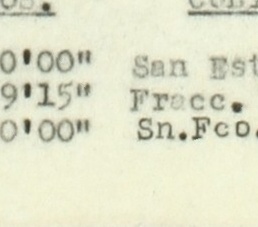 0'00" San Est
9'15" Fracc.
0'00" Sn.Fco.